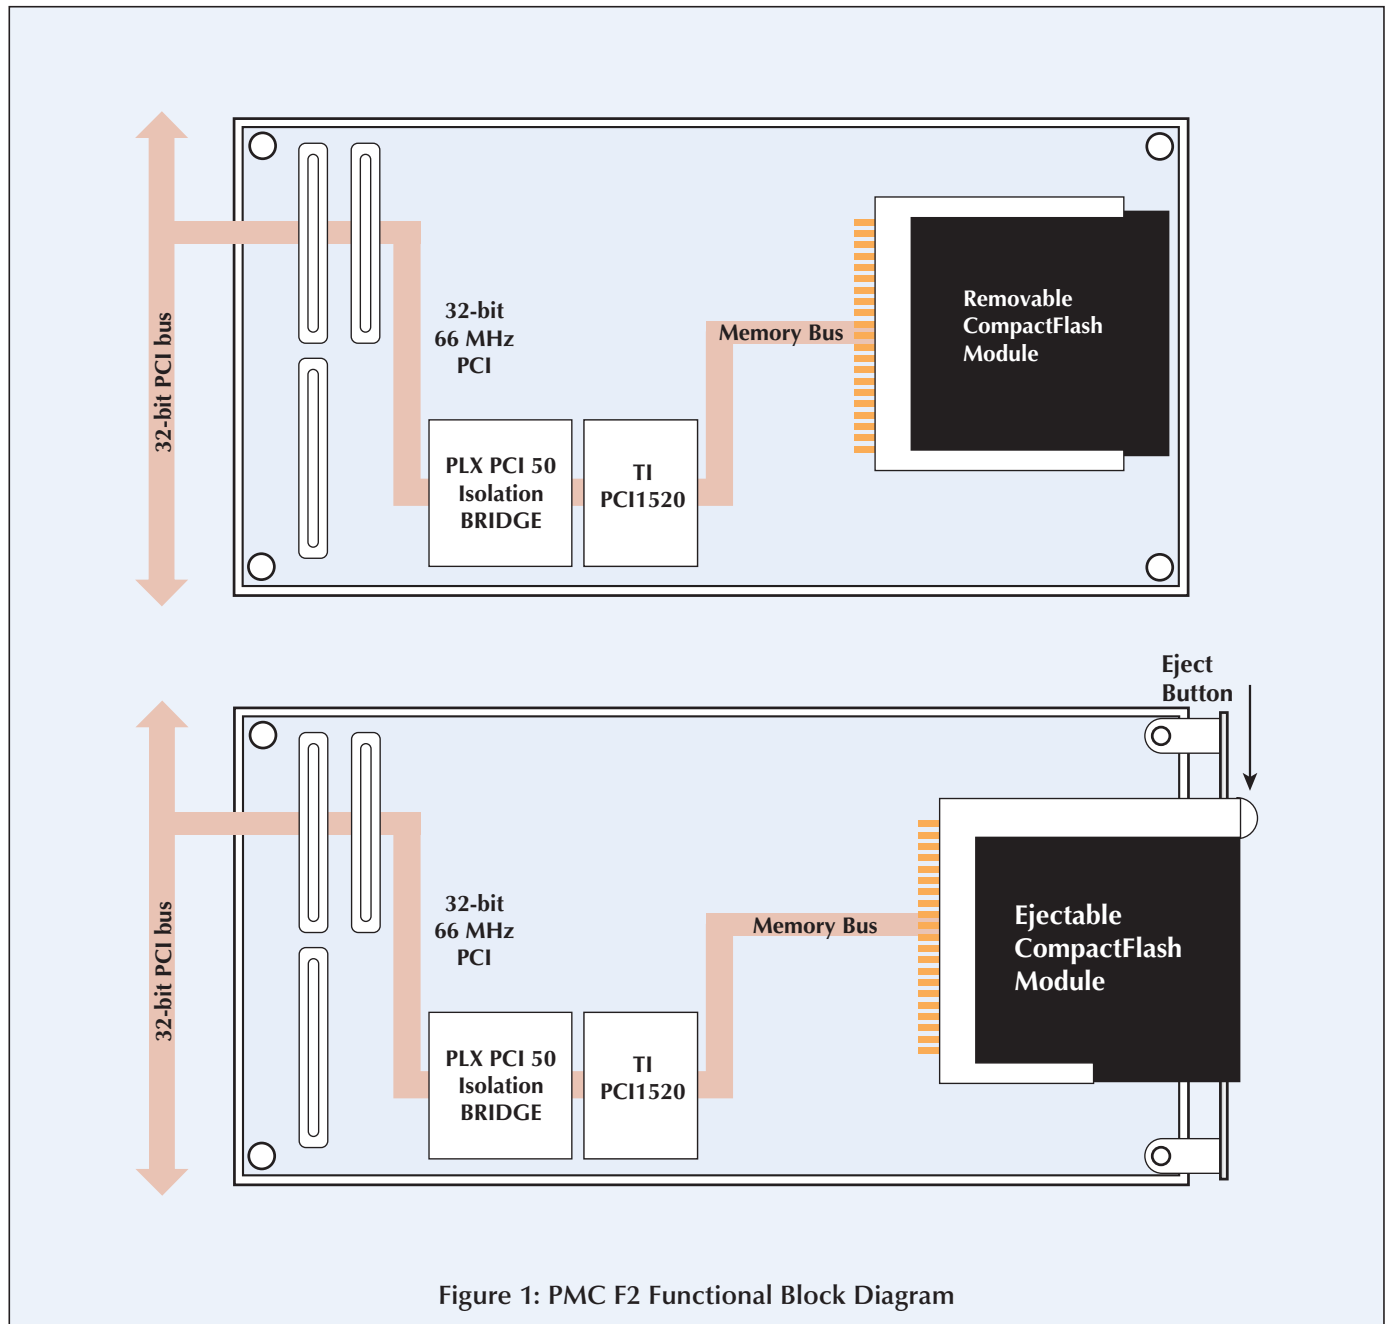 32-bit PCI bus
32-bit
66 MHz
PCI
PLX PCI 50
Isolation
BRIDGE
TI
PCI1520
Memory Bus
Removable
CompactFlash
Module
Eject
Button
32-bit PCI bus
32-bit
66 MHz
PCI
PLX PCI 50
Isolation
BRIDGE
TI
PCI1520
Memory Bus
Ejectable
CompactFlash
Module
Figure 1: PMC F2 Functional Block Diagram